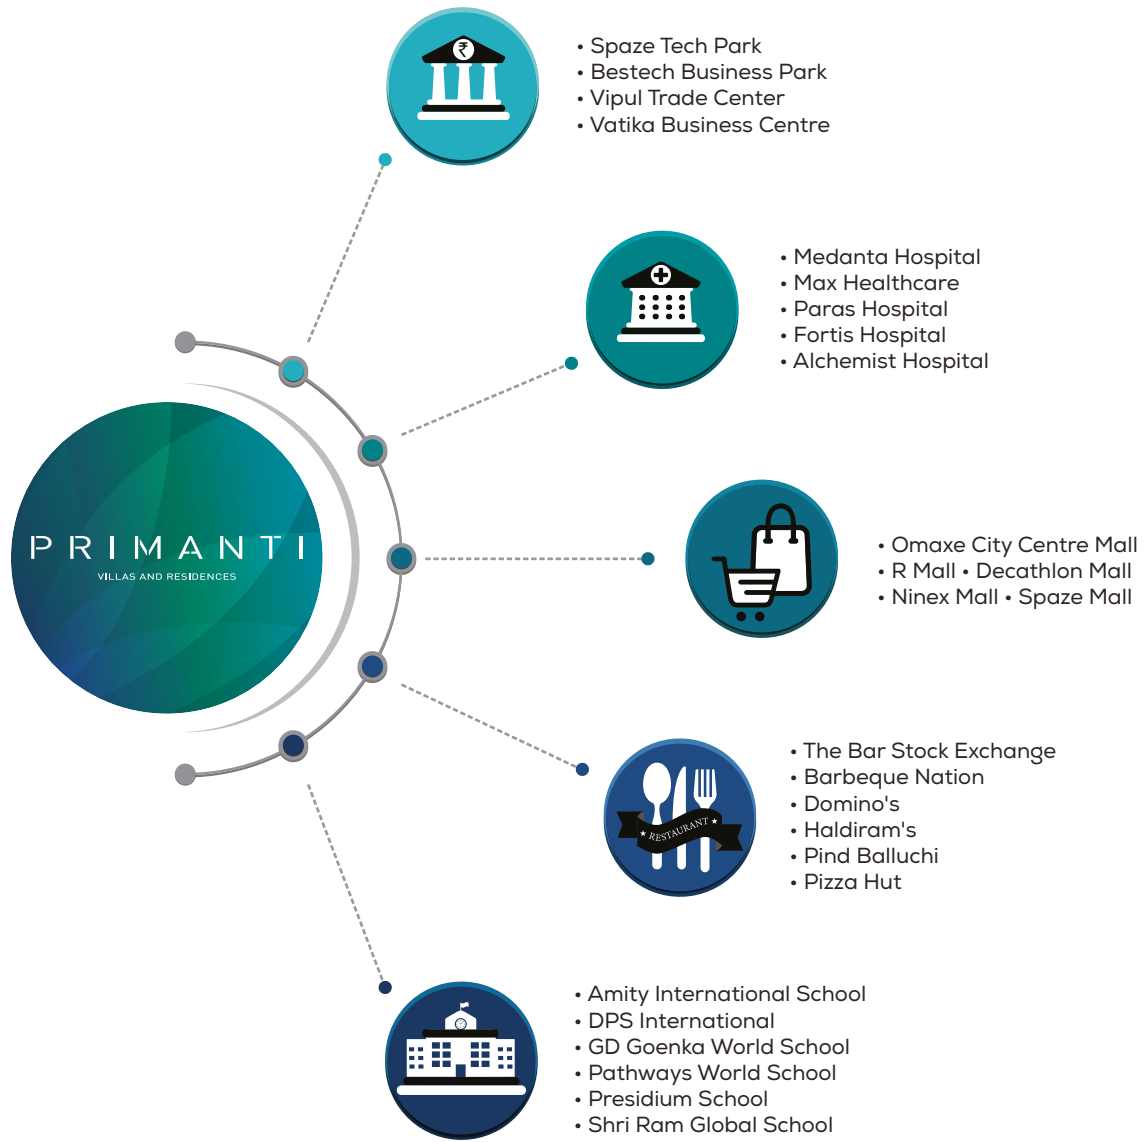 ₹
• Spaze Tech Park
• Bestech Business Park
• Vipul Trade Center
• Vatika Business Centre
• Medanta Hospital
• Max Healthcare
• Paras Hospital
• Fortis Hospital
• Alchemist Hospital
PRIMANTI
VILLAS AND RESIDENCES
• Omaxe City Centre Mall
• R Mall • Decathlon Mall
• Ninex Mall • Spaze Mall
RESTAURANT
• The Bar Stock Exchange
• Barbeque Nation
• Domino's
• Haldiram's
• Pind Balluchi
• Pizza Hut
• Amity International School
• DPS International
• GD Goenka World School
• Pathways World School
• Presidium School
• Shri Ram Global School